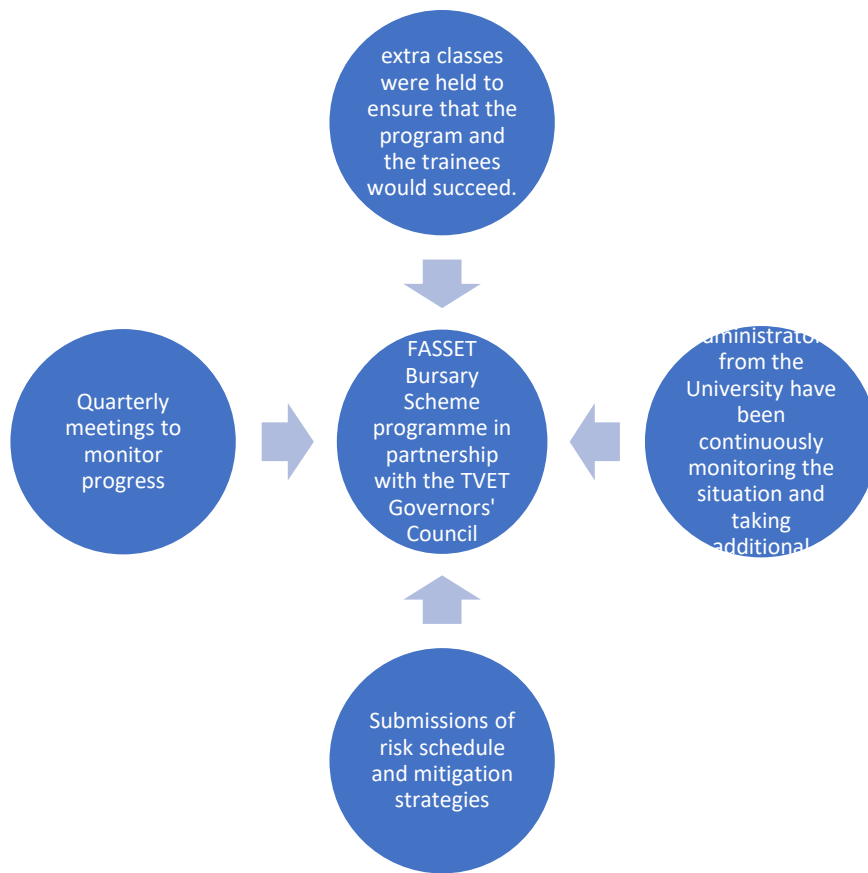 extra classes
were held to
ensure that the
program and
the trainees
would succeed.
Quarterly
meetings to
monitor
progress
FASSET
Bursary
Scheme
programme in
partnership
with the TVET
Governors'
Council
from the
University have
been
continuously
monitoring the
situation and
taking
additional
Submissions of
risk schedule
and mitigation
strategies